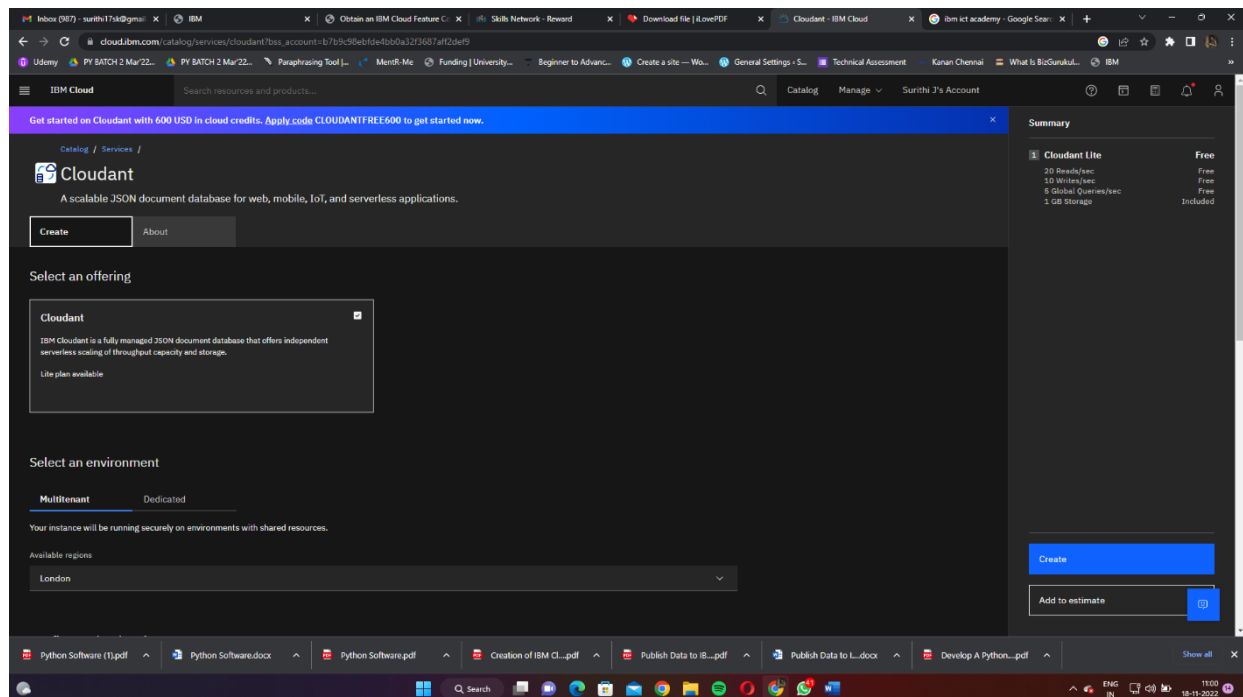 Inbox (987) - surithi17sk@gmail
IBM
Obtain an IBM Cloud Feature Co
Skills Network - Reward
Download file | iLovePDF
Cloudant - IBM Cloud
ibm ict academy - Google Searc
cloud.ibm.com/catalog/services/cloudant?bss_account=b7b9c98ebfde4bb0a32f3687aff2def9
Udemy
PY BATCH 2 Mar'22...
PY BATCH 2 Mar'22...
Paraphrasing Tool |...
MentR-Me
Funding | University...
Beginner to Advanc...
Create a site — Wo...
General Settings ‹ S...
Technical Assessment
Kanan Chennai
What Is BizGurukul...
IBM
IBM Cloud
Search resources and products...
Catalog
Manage
Surithi J's Account
Get started on Cloudant with 600 USD in cloud credits. Apply code CLOUDANTFREE600 to get started now.
Catalog / Services /
Cloudant
A scalable JSON document database for web, mobile, IoT, and serverless applications.
Create
About
Select an offering
Cloudant
IBM Cloudant is a fully managed JSON document database that offers independent
serverless scaling of throughput capacity and storage.
Lite plan available
Select an environment
Multitenant
Dedicated
Your instance will be running securely on environments with shared resources.
Available regions
London
Summary
1 Cloudant Lite Free
20 Reads/sec Free
10 Writes/sec Free
5 Global Queries/sec Free
1 GB Storage Included
Create
Add to estimate
Python Software (1).pdf
Python Software.docx
Python Software.pdf
Creation of IBM Cl....pdf
Publish Data to IB....pdf
Publish Data to I....docx
Develop A Python....pdf
Show all
Search
ENG
IN
11:00
18-11-2022